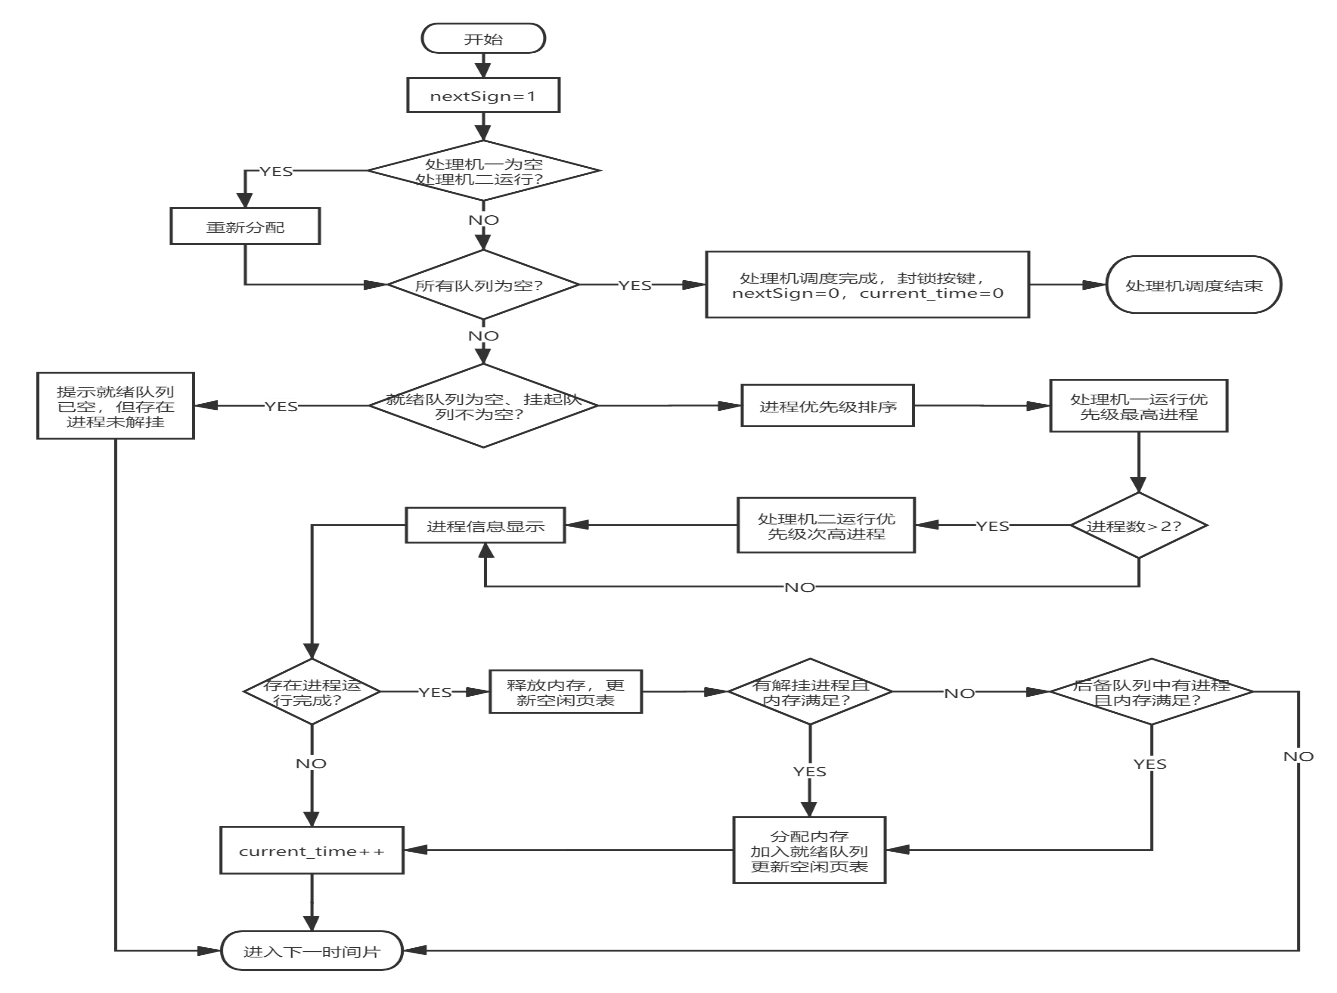 开始
nextSign=1
处理机一为空
处理机二运行?
YES
重新分配
NO
所有队列为空?
YES
处理机调度完成，封锁按键，
nextSign=0，current_time=0
处理机调度结束
NO
提示就绪队列
已空，但存在
进程未解挂
YES
就绪队列为空、挂起队
列不为空?
进程优先级排序
处理机一运行优
先级最高进程
进程信息显示
处理机二运行优
先级次高进程
YES
进程数>2?
NO
存在进程运
行完成?
YES
释放内存，更
新空闲页表
有解挂进程且
内存满足?
NO
后备队列中有进程
且内存满足?
NO
YES
YES
NO
current_time++
分配内存
加入就绪队列
更新空闲页表
进入下一时间片